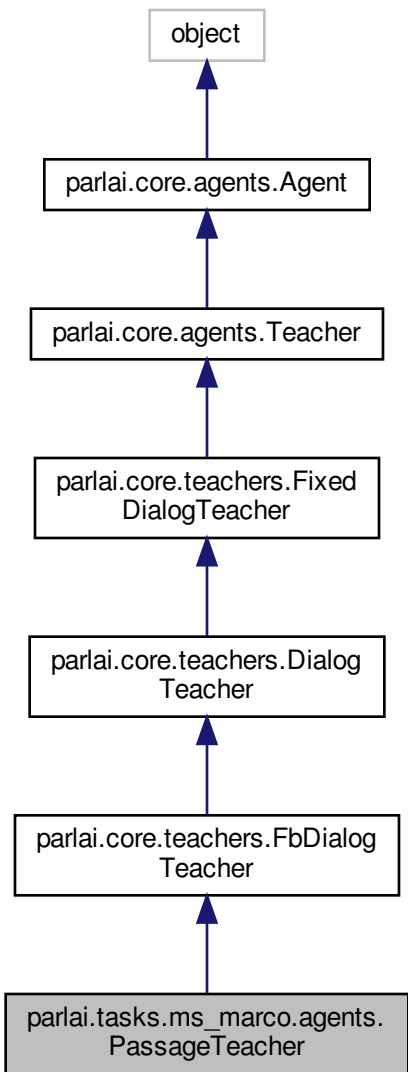 object
parlai.core.agents.Agent
parlai.core.agents.Teacher
parlai.core.teachers.Fixed
DialogTeacher
parlai.core.teachers.Dialog
Teacher
parlai.core.teachers.FbDialog
Teacher
parlai.tasks.ms_marco.agents.
PassageTeacher